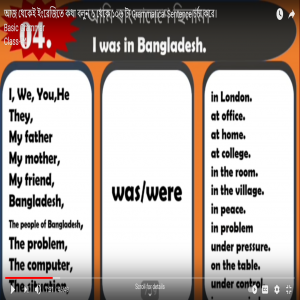 আজ থেকেই ইংরেজিতে কথা বলুন
Grammatical Sentence
Basic Grammar
Class-
04.
I was in Bangladesh.
I, We, You,He
They,
My father
My mother,
My friend,
Bangladesh,
The people of Bangladesh,
The problem,
The computer,
The situation
was/were
in London.
at office.
at home.
at college.
in the room.
in the village.
in peace.
in problem
under pressure.
on the table.
under control
Scroll for details